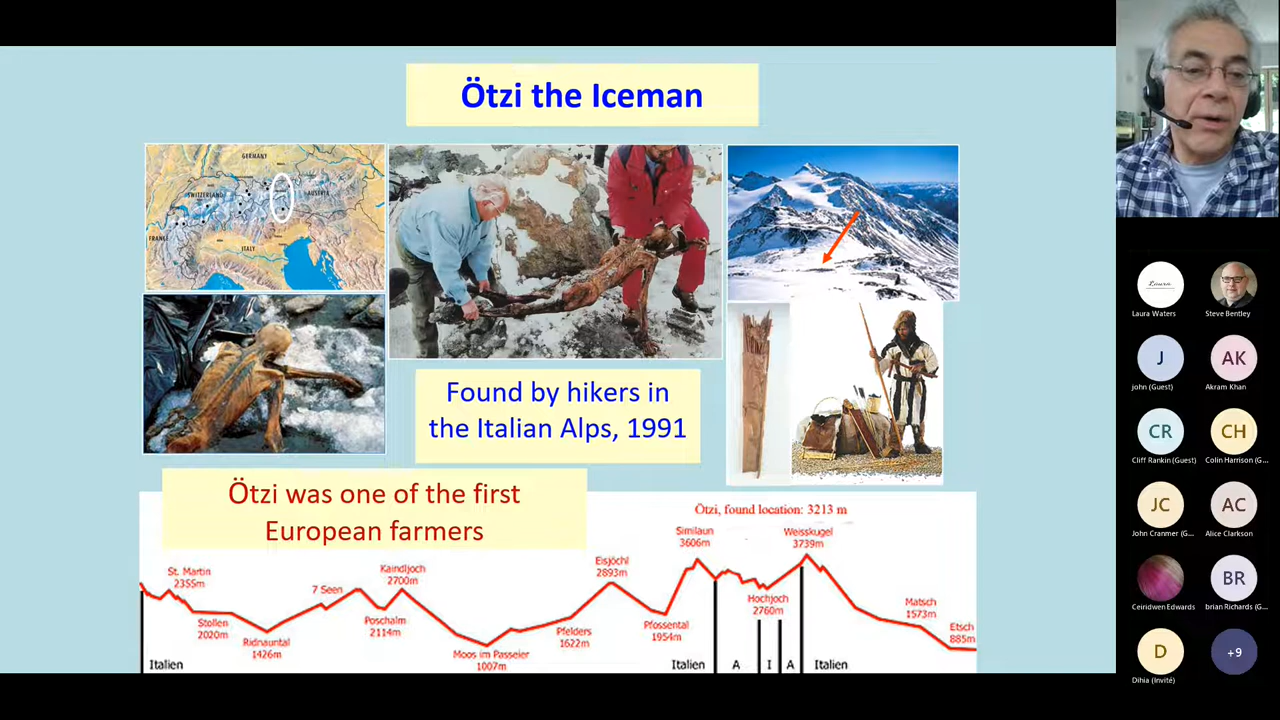 Ötzi the Iceman
GERMANY
SWITZERLAND
AUSTRIA
ITALY
Found by hikers in
the Italian Alps, 1991
Ötzi was one of the first
European farmers
Ötzi, found location: 3213 m
St. Martin
2355m
Stollen
2020m
Ridnauntal
1426m
7 Seen
Poschalm
2114m
Kaindljoch
2700m
Moos im Passeier
1007m
Pfelders
1622m
Eisjöchl
2893m
Pfossental
1954m
Similaun
3606m
Hochjoch
2760m
Weisskugel
3739m
Matsch
1573m
Etsch
885m
Italien
Italien
A
I
A
Italien
Laura
Laura Waters
Steve Bentley
J
john (Guest)
AK
Akram Khan
CR
Cliff Rankin (Guest)
CH
Colin Harrison (G...
JC
John Cranmer (G...
AC
Alice Clarkson
Ceiridwen Edwards
BR
brian Richards (G...
D
Dihia (Invité)
+9